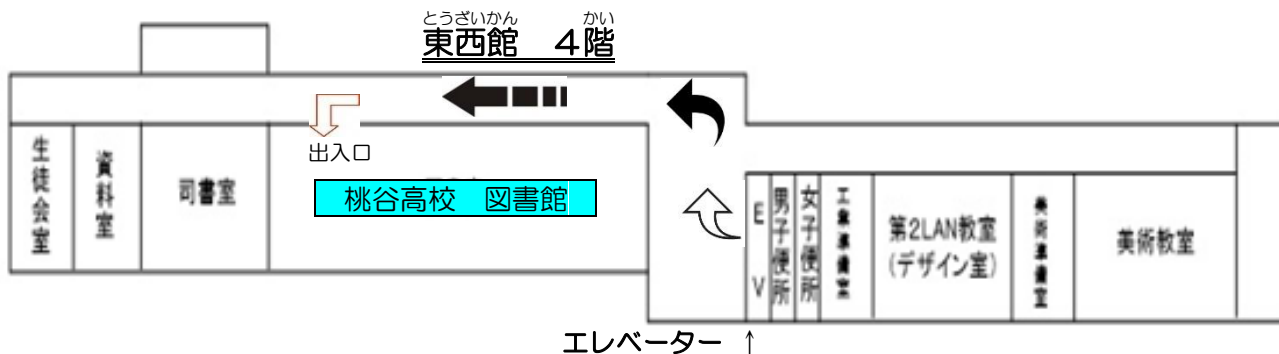 とうざいかん かい
東西館 4階
出入口
生徒会室
資料室
司書室
桃谷高校 図書館
EV
男子便所
女子便所
工業準備室
第2LAN教室
(デザイン室)
美術準備室
美術教室
エレベーター ↑